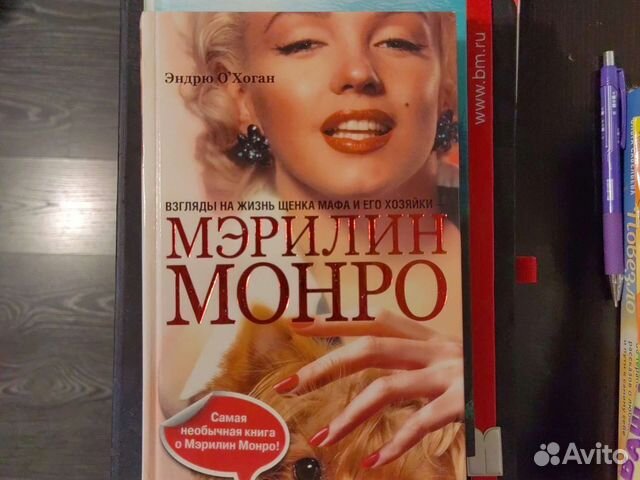 Эндрю О'Хоган
ВЗГЛЯДЫ НА ЖИЗНЬ ЩЕНКА МАФА И ЕГО ХОЗЯЙКИ –
МЭРИЛИН
МОНРО
Самая
необычная книга
о Мэрилин Монро!
www.bm.ru
Повезло
Avito